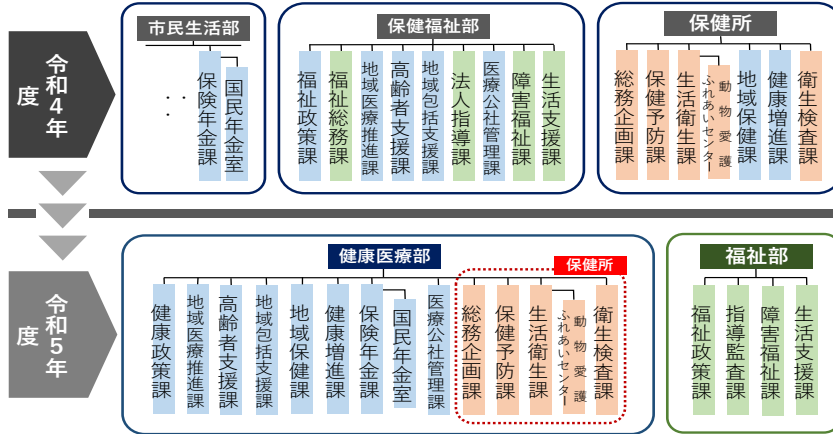 令和4年度
市民生活部
・・・
保険年金課
国民年金室
保健福祉部
福祉政策課
福祉総務課
地域医療推進課
高齢者支援課
地域包括支援課
法人指導課
医療公社管理課
障害福祉課
生活支援課
保健所
総務企画課
保健予防課
生活衛生課
動物愛護
ふれあいセンター
地域保健課
健康増進課
衛生検査課
令和5年度
健康医療部
健康政策課
地域医療推進課
高齢者支援課
地域包括支援課
地域保健課
健康増進課
保険年金課
国民年金室
医療公社管理課
保健所
総務企画課
保健予防課
生活衛生課
動物愛護
ふれあいセンター
衛生検査課
福祉部
福祉政策課
指導監査課
障害福祉課
生活支援課